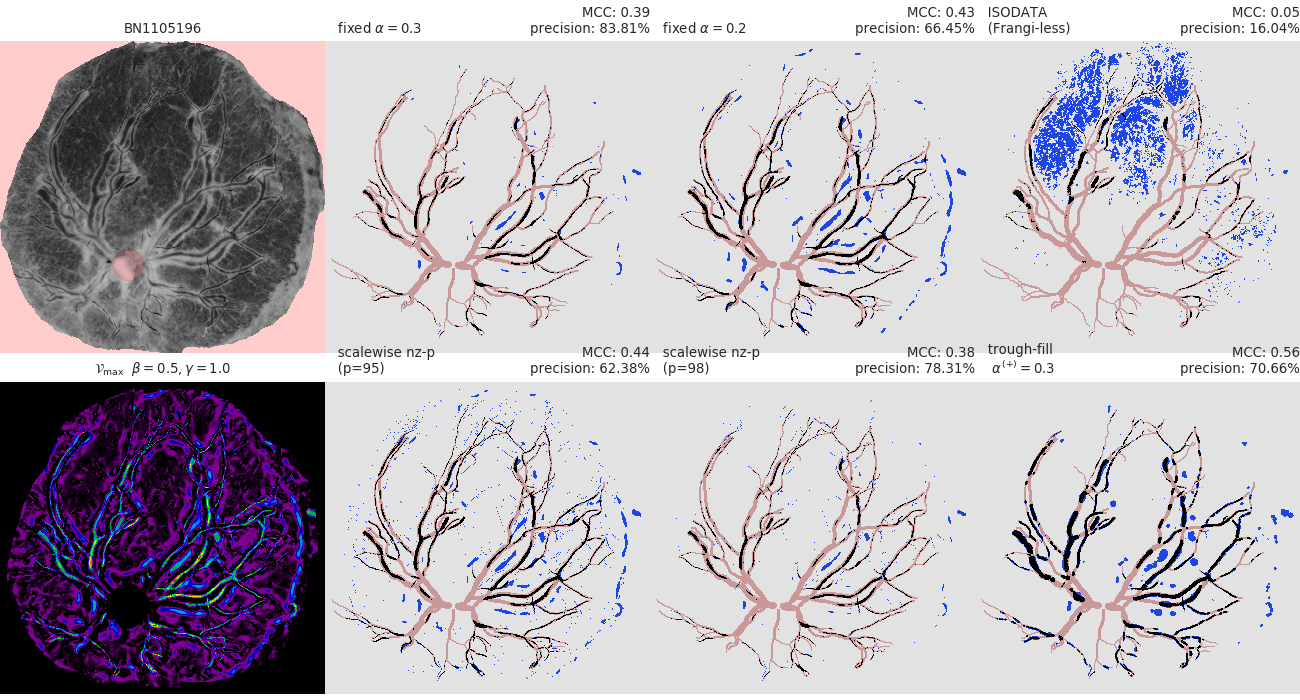 BN1105196
fixed α = 0.3
MCC: 0.39
precision: 83.81%
fixed α = 0.2
MCC: 0.43
precision: 66.45%
ISODATA
(Frangi-less)
MCC: 0.05
precision: 16.04%
𝒱max β = 0.5, γ = 1.0
scalewise nz-p
(p=95)
MCC: 0.44
precision: 62.38%
scalewise nz-p
(p=98)
MCC: 0.38
precision: 78.31%
trough-fill
α(+) = 0.3
MCC: 0.56
precision: 70.66%